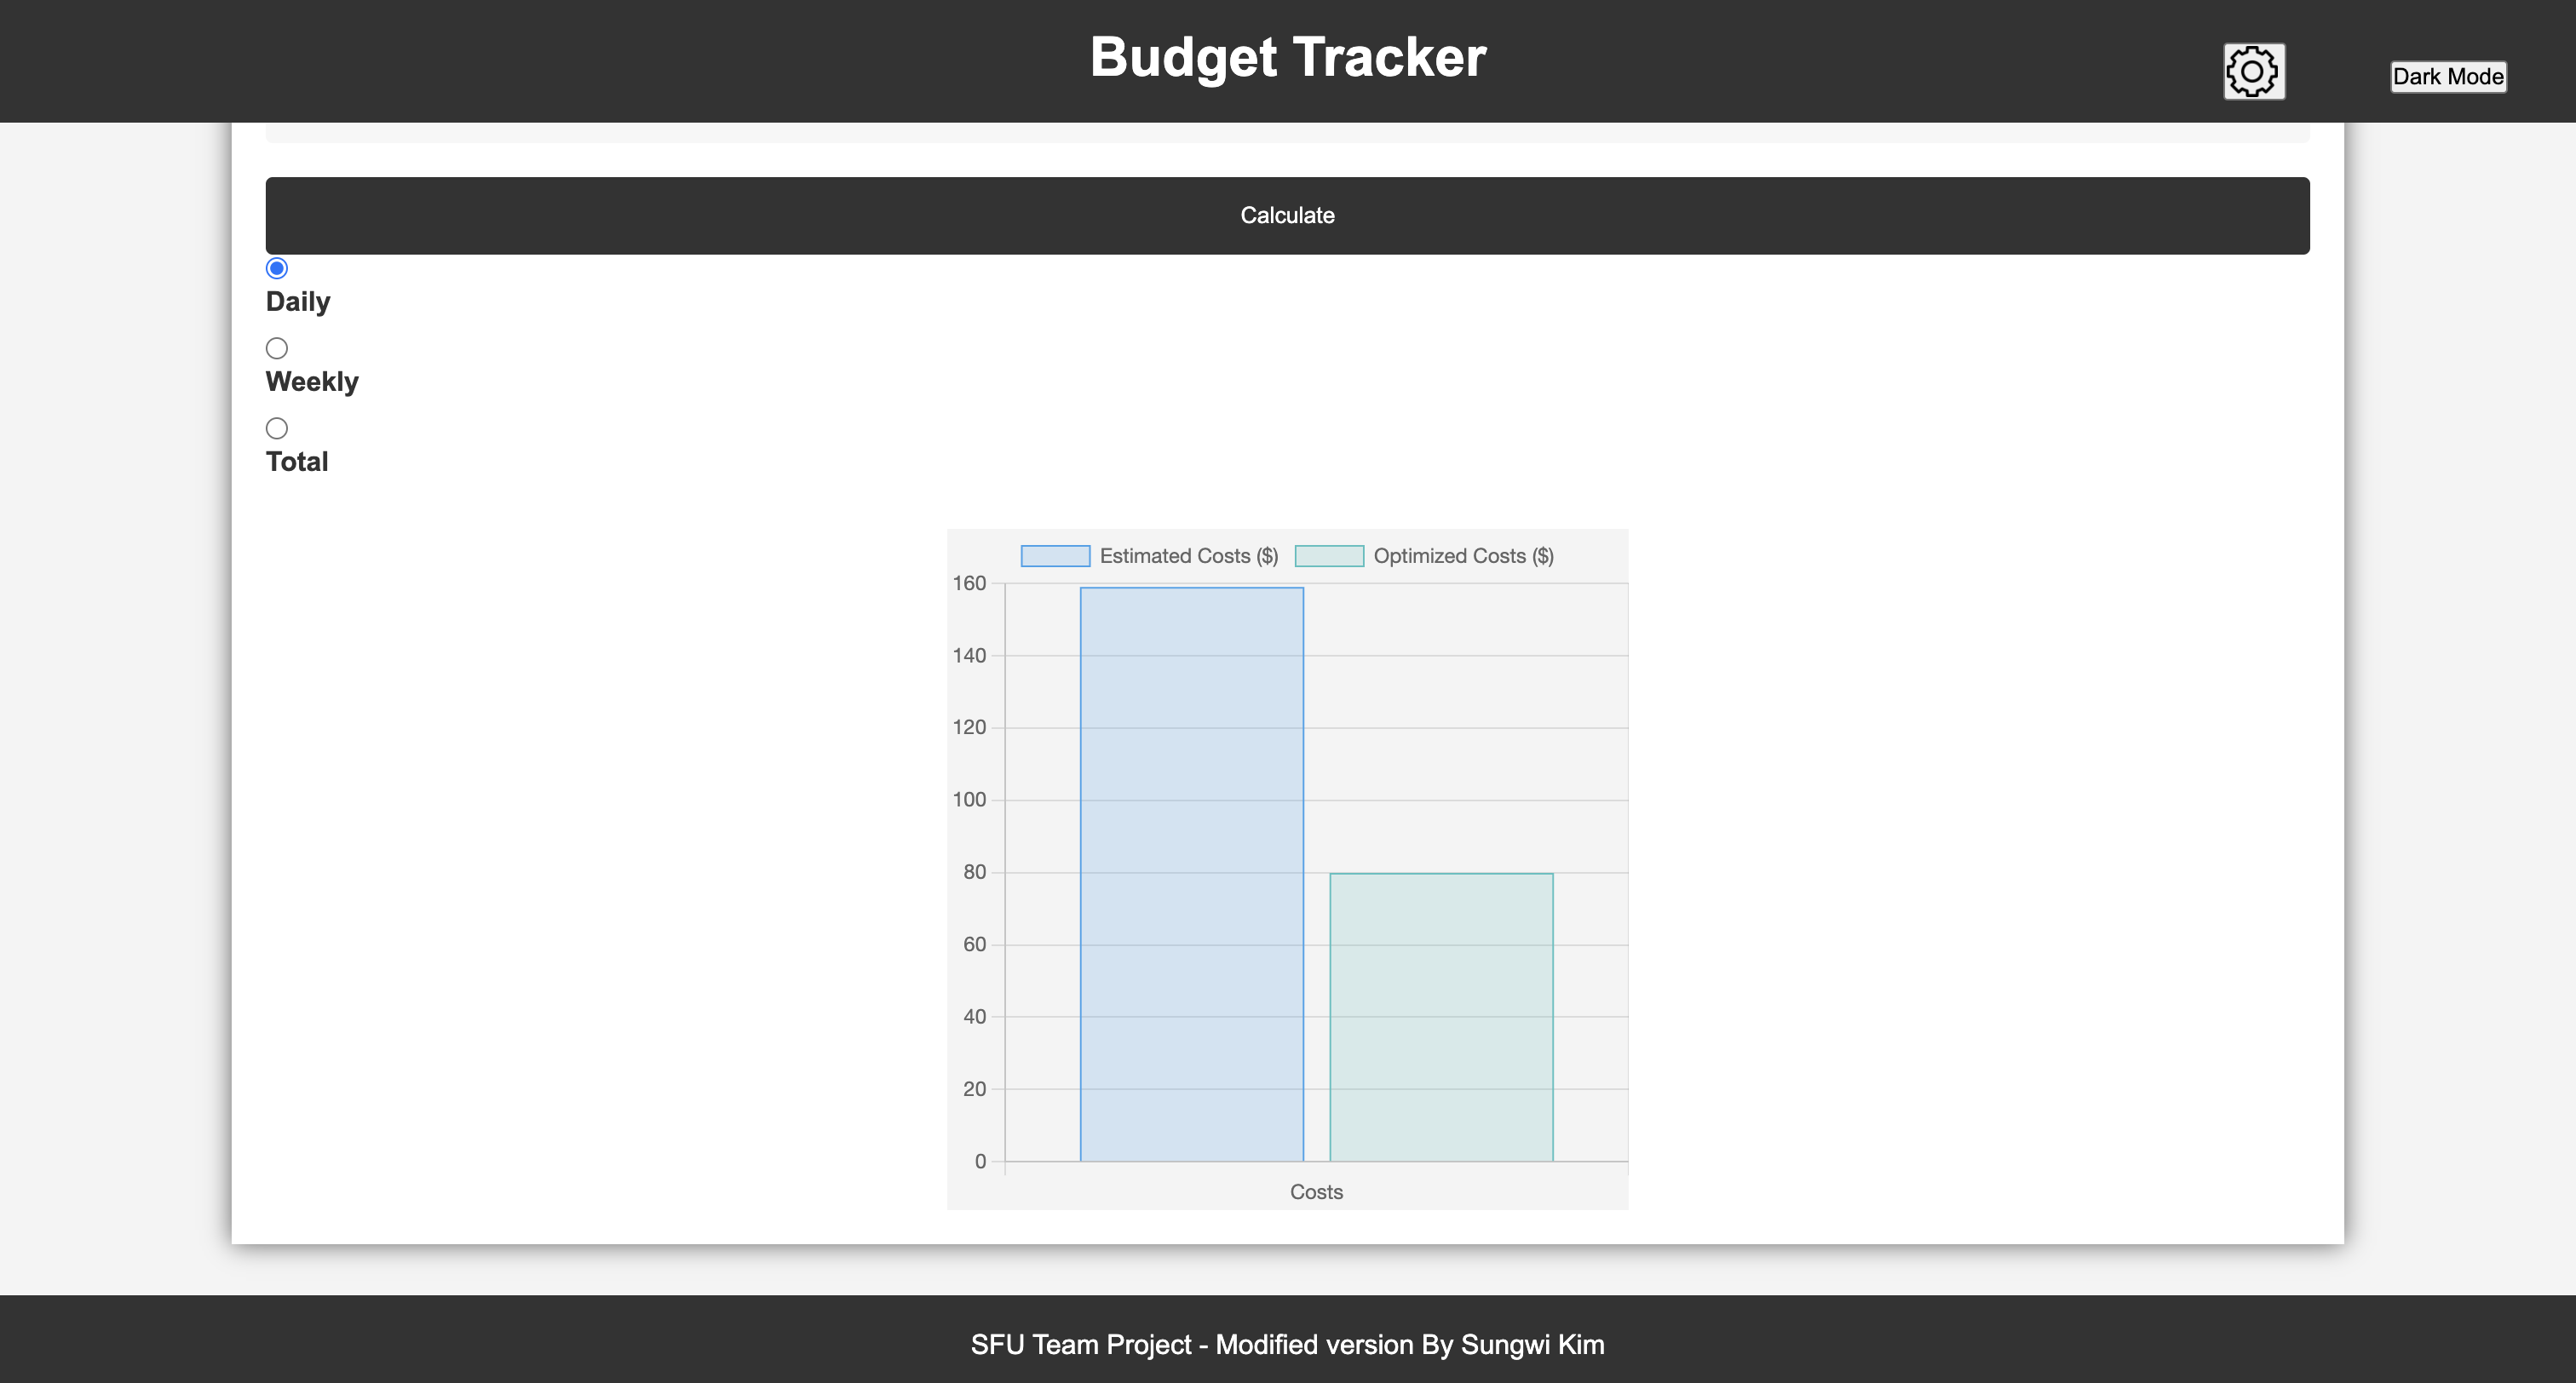 Budget Tracker
Dark Mode
Calculate
Daily
Weekly
Total
Estimated Costs ($) Optimized Costs ($)
160
140
120
100
80
60
40
20
0
Costs
SFU Team Project - Modified version By Sungwi Kim